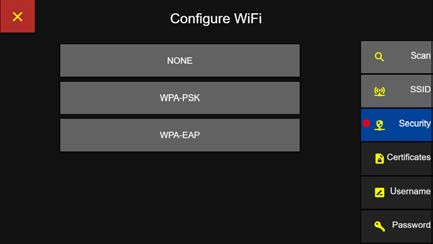 Configure WiFi
NONE
WPA-PSK
WPA-EAP
Scan
SSID
Security
Certificates
Username
Password